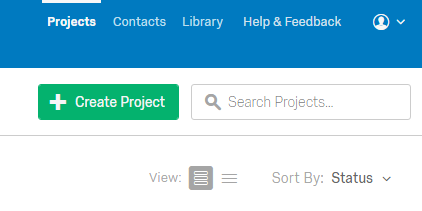 Projects Contacts Library Help & Feedback
Create Project Search Projects...
View: Sort By: Status